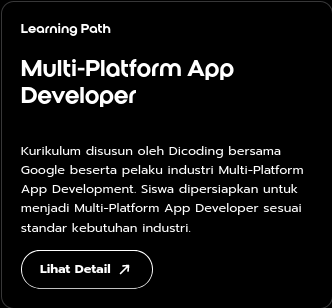 Learning Path
Multi-Platform App
Developer
Kurikulum disusun oleh Dicoding bersama
Google beserta pelaku industri Multi-Platform
App Development. Siswa dipersiapkan untuk
menjadi Multi-Platform App Developer sesuai
standar kebutuhan industri.
Lihat Detail